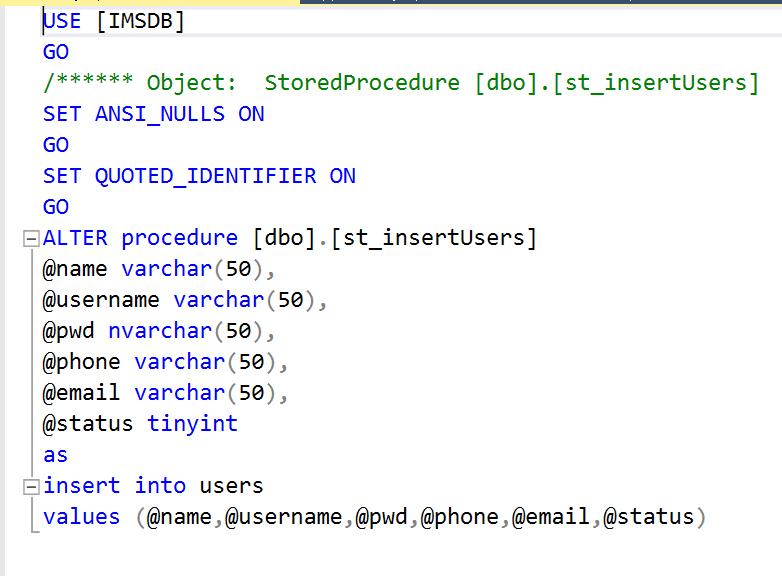 USE [IMSDB]
GO
/****** Object:  StoredProcedure [dbo].[st_insertUsers]
SET ANSI_NULLS ON
GO
SET QUOTED_IDENTIFIER ON
GO
ALTER procedure [dbo].[st_insertUsers]
@name varchar(50),
@username varchar(50),
@pwd nvarchar(50),
@phone varchar(50),
@email varchar(50),
@status tinyint
as
insert into users
values (@name,@username,@pwd,@phone,@email,@status)